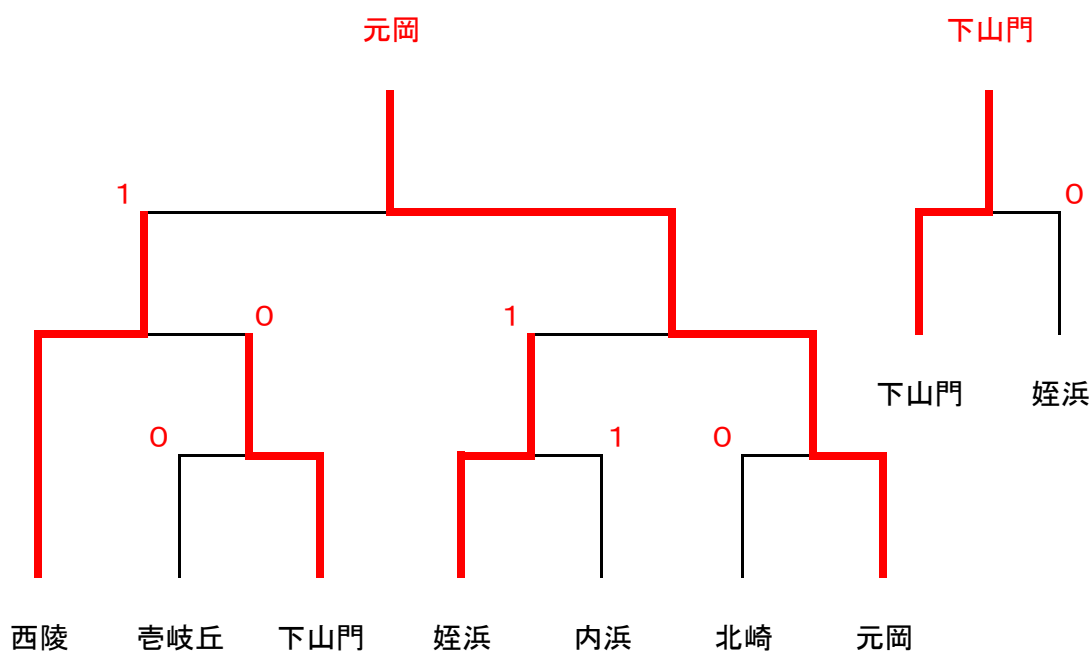 元岡 下山門
1 0
0 1
下山門 姪浜
0 1 0
西陵 壱岐丘 下山門 姪浜 内浜 北崎 元岡